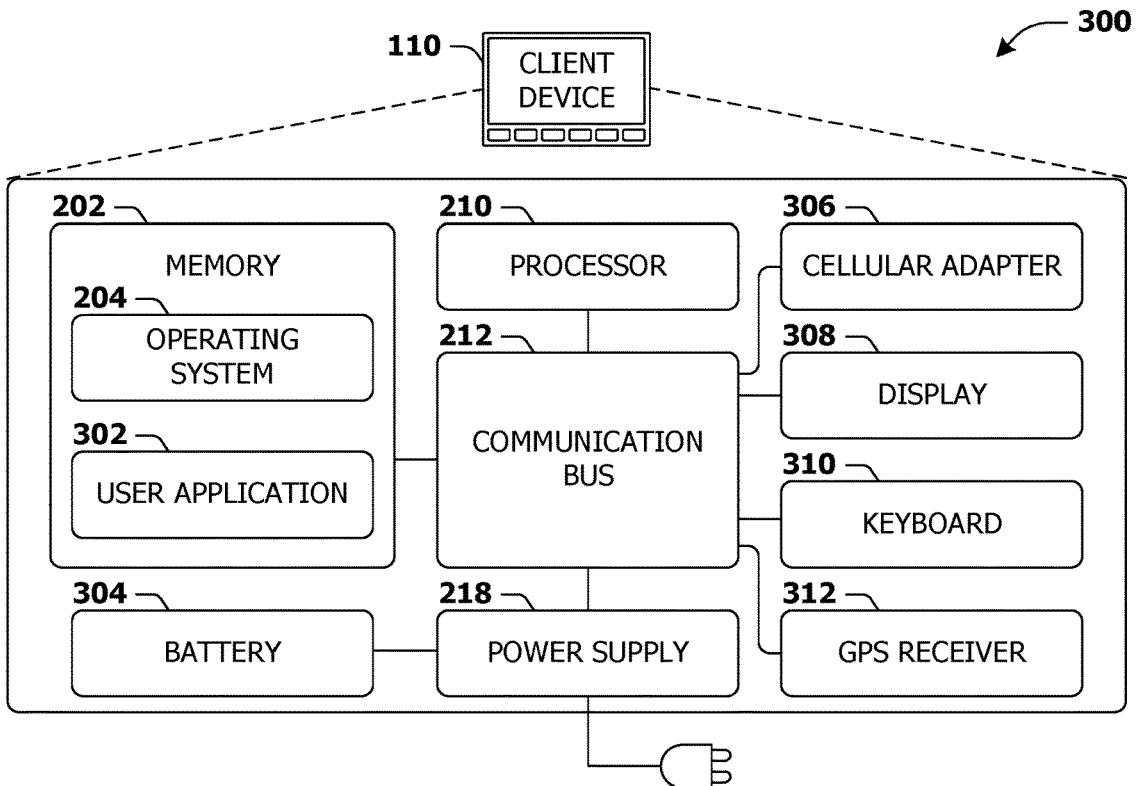 300
110
CLIENT
DEVICE
202
MEMORY
204
OPERATING
SYSTEM
302
USER APPLICATION
304
BATTERY
210
PROCESSOR
212
COMMUNICATION
BUS
218
POWER SUPPLY
306
CELLULAR ADAPTER
308
DISPLAY
310
KEYBOARD
312
GPS RECEIVER